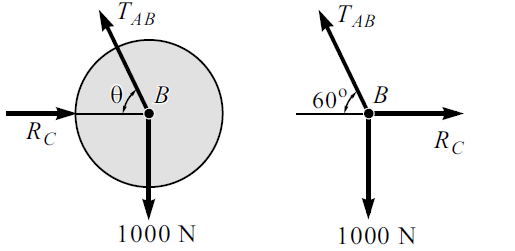 T_AB
θ
B
R_C
1000 N
T_AB
60° B
R_C
1000 N